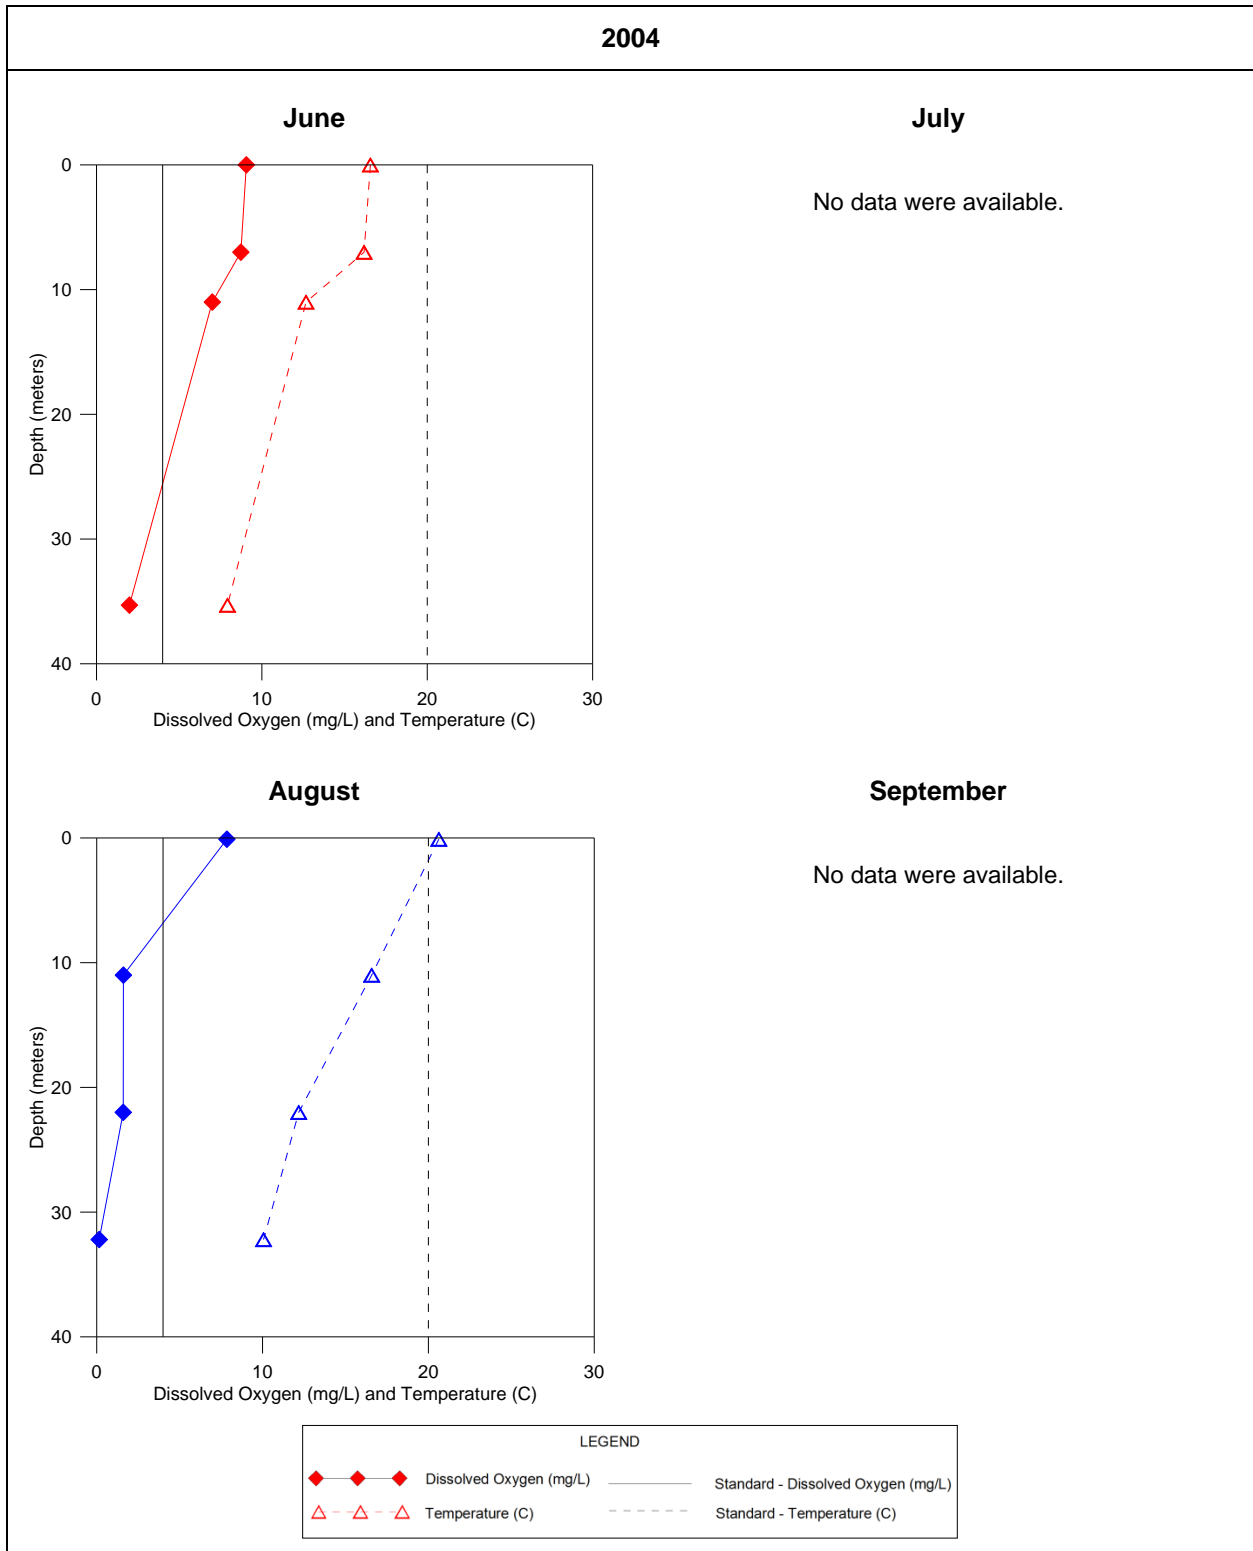 2004
June
July
No data were available.
0
10
20
30
40
Depth (meters)
0
10
20
30
Dissolved Oxygen (mg/L) and Temperature (C)
August
September
No data were available.
0
10
20
30
40
Depth (meters)
0
10
20
30
Dissolved Oxygen (mg/L) and Temperature (C)
LEGEND
Dissolved Oxygen (mg/L)
Standard - Dissolved Oxygen (mg/L)
Temperature (C)
Standard - Temperature (C)